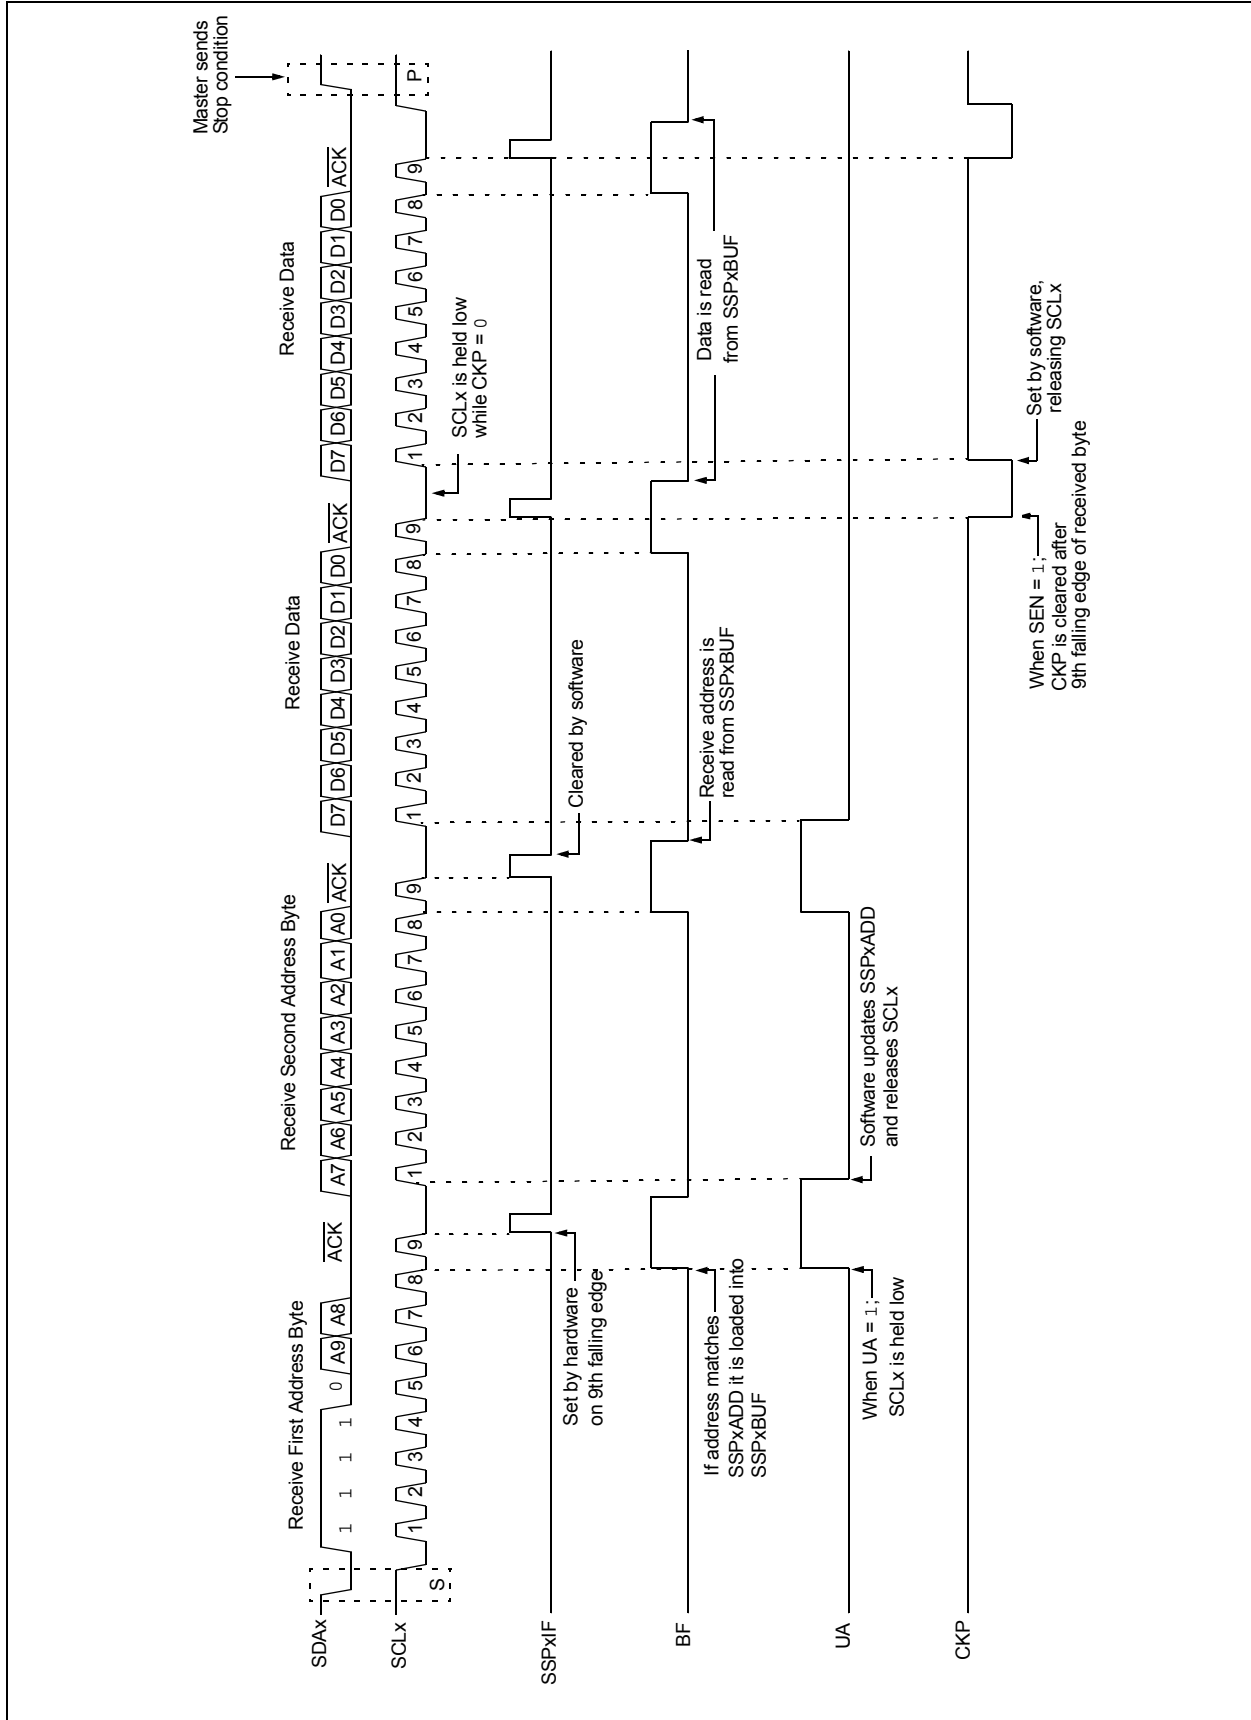 Master sends
Stop condition
Receive First Address Byte
Receive Second Address Byte
Receive Data
Receive Data
SDAx
1 1 1 1 0 A9 A8 ACK
A7 A6 A5 A4 A3 A2 A1 A0 ACK
D7 D6 D5 D4 D3 D2 D1 D0 ACK
D7 D6 D5 D4 D3 D2 D1 D0 ACK
SCLx
S
1 2 3 4 5 6 7 8 9
1 2 3 4 5 6 7 8 9
1 2 3 4 5 6 7 8 9
1 2 3 4 5 6 7 8 9
P
SCLx is held low
while CKP = 0
SSPxIF
Set by hardware
on 9th falling edge
Cleared by software
BF
If address matches
SSPxADD it is loaded into
SSPxBUF
Receive address is
read from SSPxBUF
Data is read
from SSPxBUF
UA
When UA = 1;
SCLx is held low
Software updates SSPxADD
and releases SCLx
CKP
When SEN = 1;
CKP is cleared after
9th falling edge of received byte
Set by software,
releasing SCLx